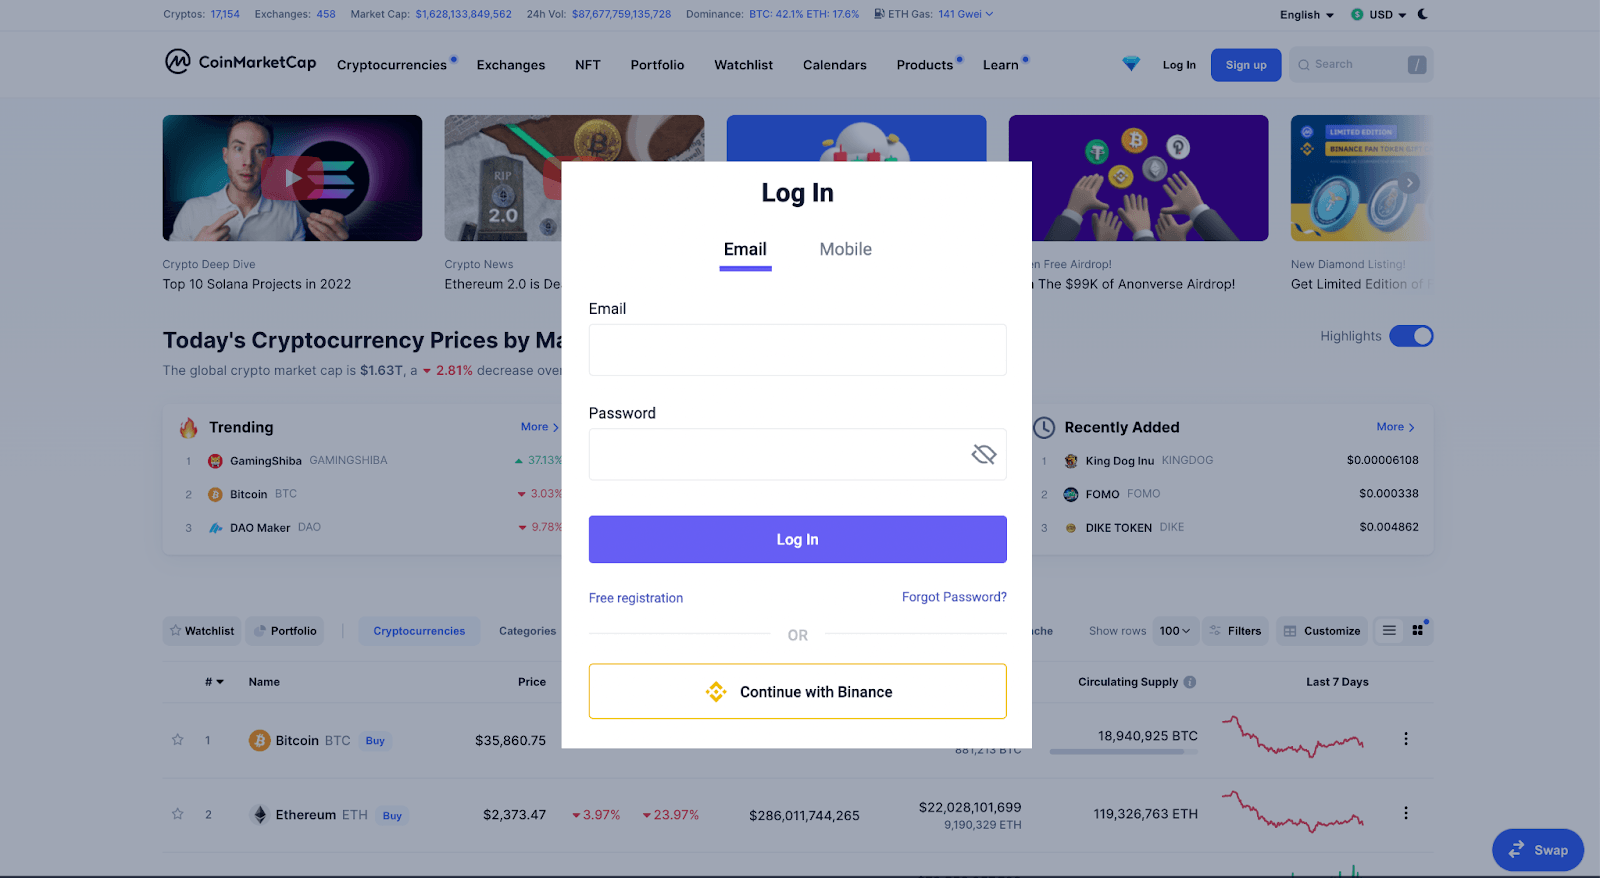 Cryptos: 17,154 Exchanges: 458 Market Cap: $1,628,133,849,562 24h Vol: $87,677,759,135,728 Dominance: BTC: 42.1% ETH: 17.6% ETH Gas: 141 Gwei English USD
CoinMarketCap Cryptocurrencies Exchanges NFT Portfolio Watchlist Calendars Products Learn Log In Sign up Search /
RIP
2.0
LIMITED EDITION
Crypto Deep Dive
Top 10 Solana Projects in 2022
Crypto News
Ethereum 2.0 is
Free Airdrop!
The $99K of Anonverse Airdrop!
New Diamond Listing!
Get Limited Edition of
Today's Cryptocurrency Prices by
Highlights
The global crypto market cap is $1.63T, a 2.81% decrease over
Trending More
1 GamingShiba GAMINGSHIBA 37.13%
2 Bitcoin BTC 3.03%
3 DAO Maker DAO 9.78%
Log In
Email Mobile
Email
Password
Log In
Free registration Forgot Password?
OR
Continue with Binance
Recently Added More
1 King Dog Inu KINGDOG $0.00006108
2 FOMO FOMO $0.000338
3 DIKE TOKEN DIKE $0.004862
Watchlist Portfolio Cryptocurrencies Categories Show rows 100 Filters Customize
# Name Price Circulating Supply Last 7 Days
1 Bitcoin BTC Buy $35,860.75 18,940,925 BTC
881,213 BTC
2 Ethereum ETH Buy $2,373.47 3.97% 23.97% $286,011,744,265 $22,028,101,699 119,326,763 ETH
9,190,329 ETH
Swap